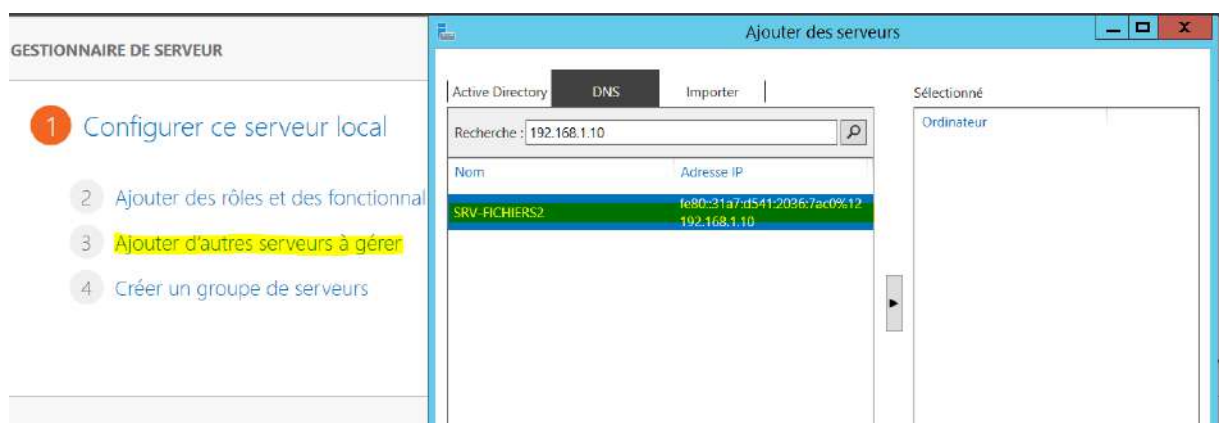 GESTIONNAIRE DE SERVEUR
1 Configurer ce serveur local
2 Ajouter des rôles et des fonctionnal
3 Ajouter d'autres serveurs à gérer
4 Créer un groupe de serveurs
Ajouter des serveurs
Active Directory DNS Importer
Recherche : 192.168.1.10
Nom Adresse IP
SRV-FICHIERS2 fe80::31a7:d541:2036:7ac0%12
192.168.1.10
Sélectionné
Ordinateur